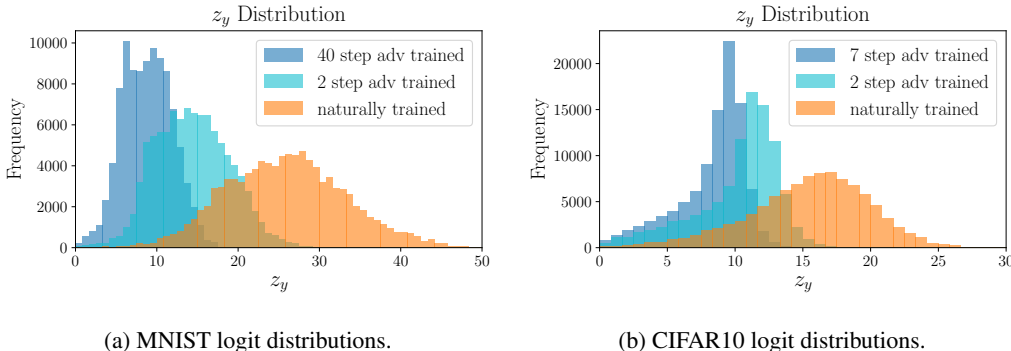 z_y Distribution
10000
8000
6000
4000
2000
0
Frequency
40 step adv trained
2 step adv trained
naturally trained
0 10 20 30 40 50
z_y
(a) MNIST logit distributions.
z_y Distribution
20000
15000
10000
5000
0
Frequency
7 step adv trained
2 step adv trained
naturally trained
0 5 10 15 20 25 30
z_y
(b) CIFAR10 logit distributions.